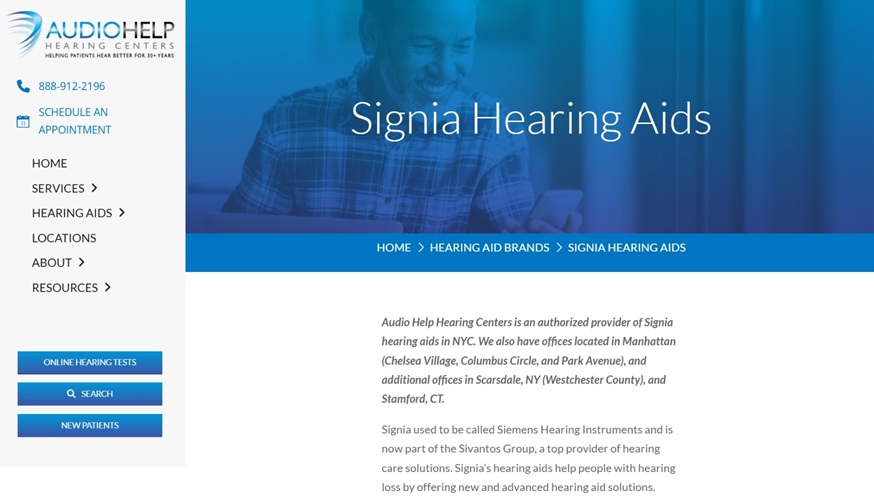 AUDIOHELP
HEARING CENTERS
HELPING PATIENTS HEAR BETTER FOR 30+ YEARS
888-912-2196
SCHEDULE AN
APPOINTMENT
HOME
SERVICES
HEARING AIDS
LOCATIONS
ABOUT
RESOURCES
ONLINE HEARING TESTS
SEARCH
NEW PATIENTS
Signia Hearing Aids
HOME > HEARING AID BRANDS > SIGNIA HEARING AIDS
Audio Help Hearing Centers is an authorized provider of Signia
hearing aids in NYC. We also have offices located in Manhattan
(Chelsea Village, Columbus Circle, and Park Avenue), and
additional offices in Scarsdale, NY (Westchester County), and
Stamford, CT.
Signia used to be called Siemens Hearing Instruments and is
now part of the Sivantos Group, a top provider of hearing
care solutions. Signia's hearing aids help people with hearing
loss by offering new and advanced hearing aid solutions.